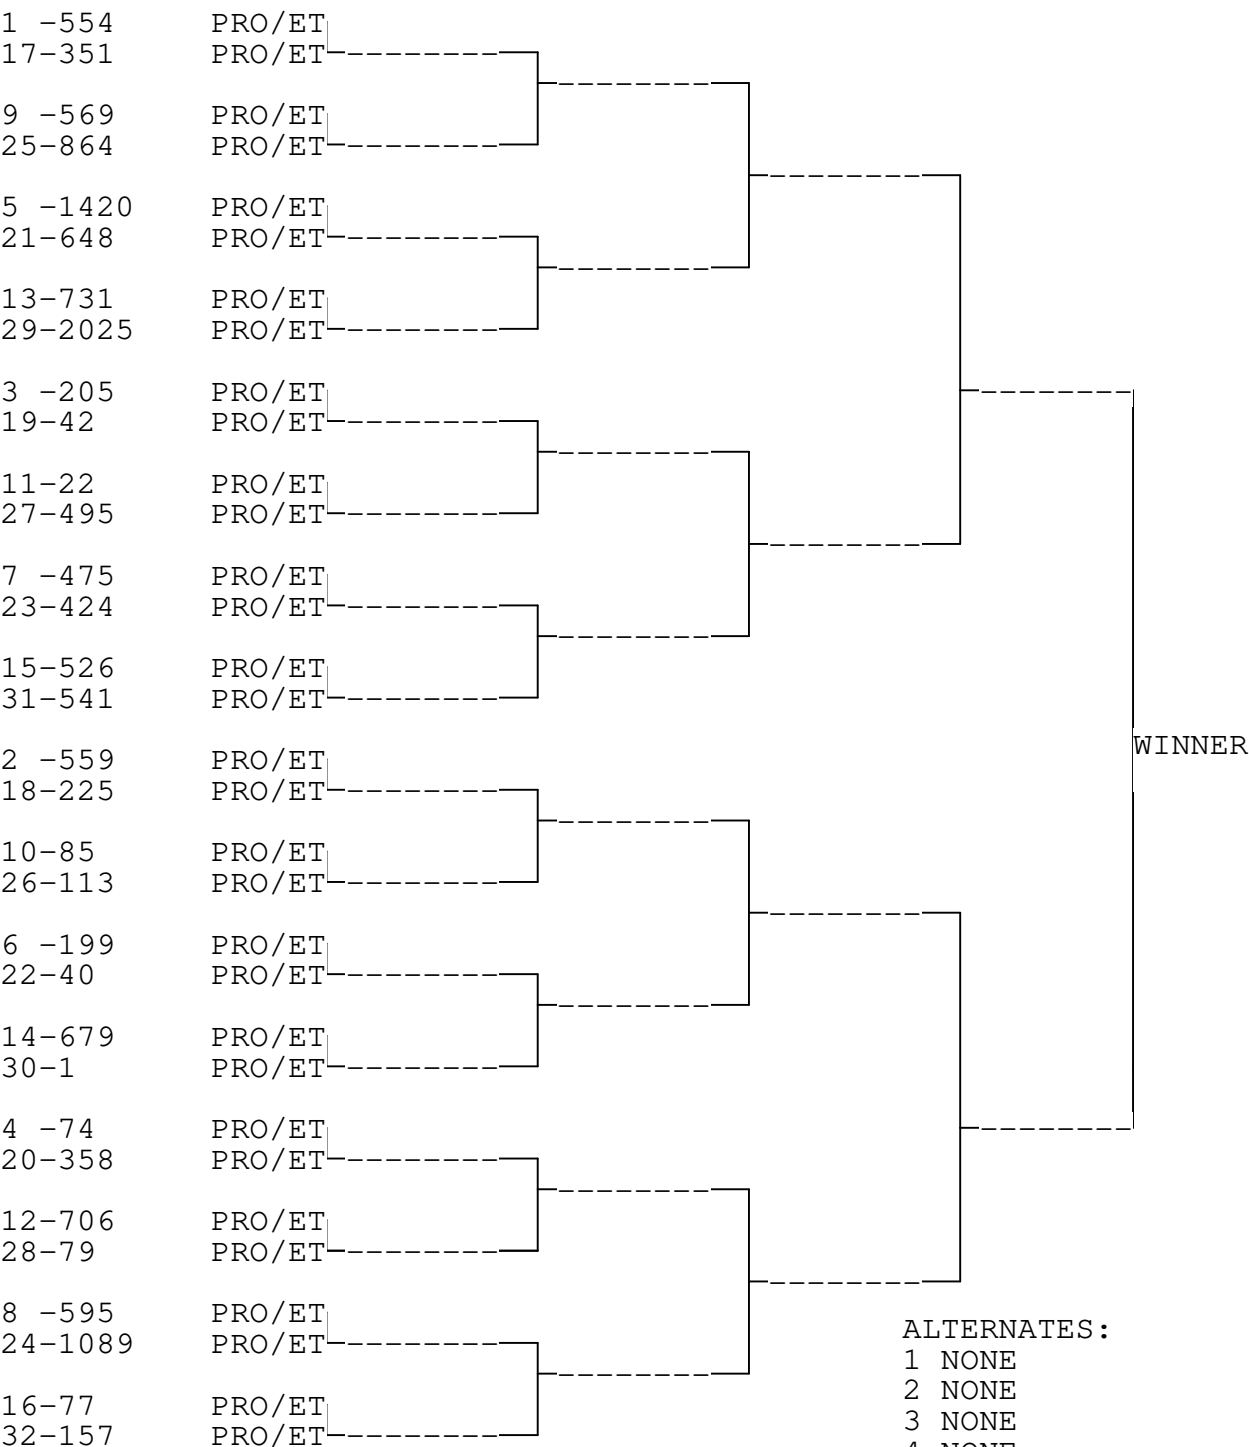 1 -554 PRO/ET
17-351 PRO/ET
9 -569 PRO/ET
25-864 PRO/ET
5 -1420 PRO/ET
21-648 PRO/ET
13-731 PRO/ET
29-2025 PRO/ET
3 -205 PRO/ET
19-42 PRO/ET
11-22 PRO/ET
27-495 PRO/ET
7 -475 PRO/ET
23-424 PRO/ET
15-526 PRO/ET
31-541 PRO/ET
WINNER
2 -559 PRO/ET
18-225 PRO/ET
10-85 PRO/ET
26-113 PRO/ET
6 -199 PRO/ET
22-40 PRO/ET
14-679 PRO/ET
30-1 PRO/ET
4 -74 PRO/ET
20-358 PRO/ET
12-706 PRO/ET
28-79 PRO/ET
8 -595 PRO/ET
24-1089 PRO/ET
16-77 PRO/ET
32-157 PRO/ET
ALTERNATES:
1 NONE
2 NONE
3 NONE
4 NONE